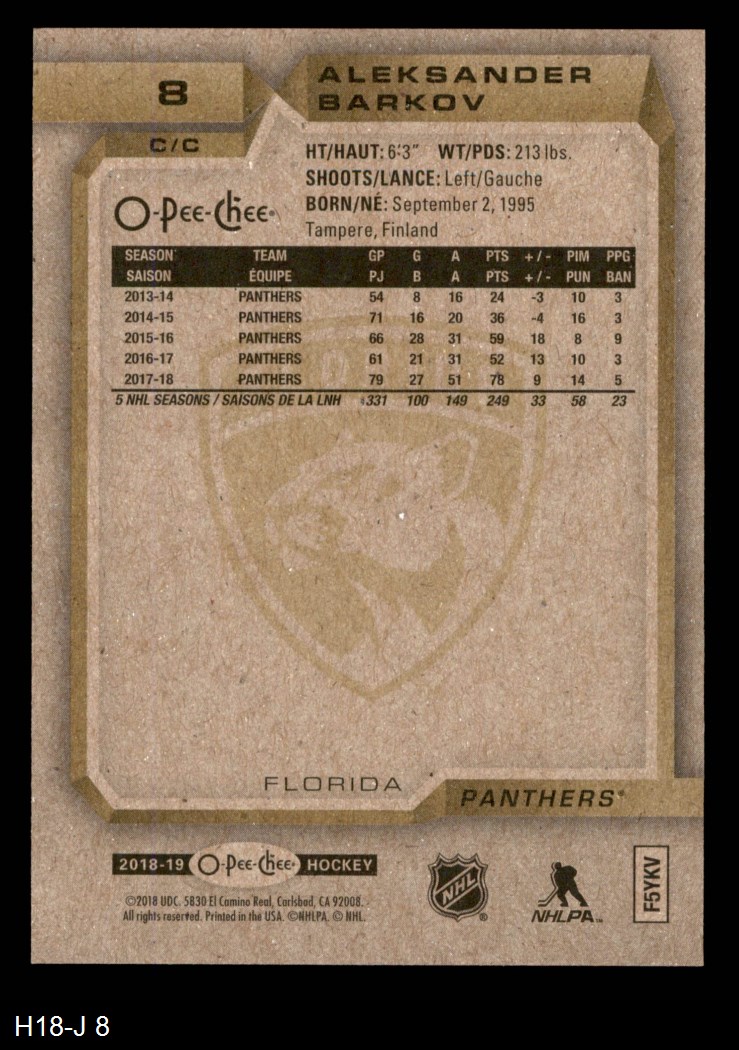 8
ALEKSANDER
BARKOV
C/C
HT/HAUT: 6'3" WT/PDS: 213 lbs.
SHOOTS/LANCE: Left/Gauche
BORN/NÉ: September 2, 1995
Tampere, Finland
O-Pee-Chee
SEASON TEAM GP G A PTS +/- PIM PPG
SAISON ÉQUIPE PJ B A PTS +/- PUN BAN
2013-14 PANTHERS 54 8 16 24 -3 10 3
2014-15 PANTHERS 71 16 20 36 -4 16 3
2015-16 PANTHERS 66 28 31 59 18 8 9
2016-17 PANTHERS 61 21 31 52 13 10 3
2017-18 PANTHERS 79 27 51 78 9 14 5
5 NHL SEASONS / SAISONS DE LA LNH 331 100 149 249 33 58 23
FLORIDA
PANTHERS
2018-19 O-Pee-Chee HOCKEY
©2018 UDC. 5830 El Camino Real, Carlsbad, CA 92008.
All rights reserved. Printed in the USA. ©NHLPA. © NHL.
NHL ®
NHLPA™
F5YKV
H18-J 8